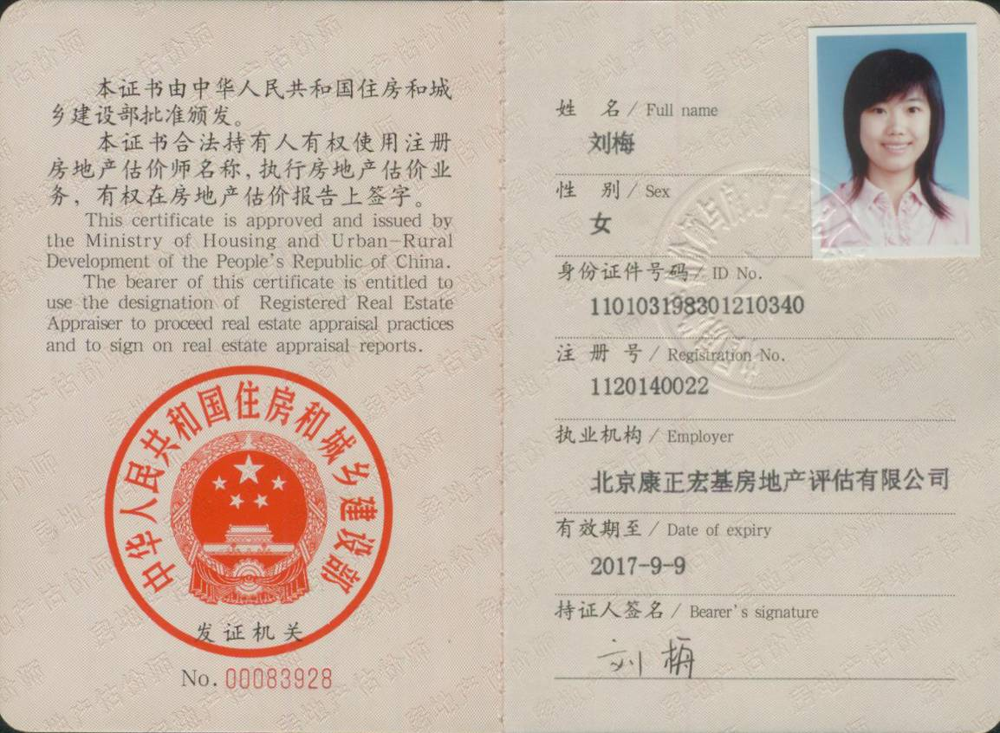 本证书由中华人民共和国住房和城
乡建设部批准颁发。
本证书合法持有人有权使用注册
房地产估价师名称，执行房地产估价业
务，有权在房地产估价报告上签字。
This certificate is approved and issued by
the Ministry of Housing and Urban-Rural
Development of the People's Republic of China.
The bearer of this certificate is entitled to
use the designation of Registered Real Estate
Appraiser to proceed real estate appraisal practices
and to sign on real estate appraisal reports.
中华人民共和国住房和城乡建设部
发证机关
No. 00083928
姓 名 / Full name
刘梅
性 别 / Sex
女
身份证件号码 / ID No.
110103198301210340
注 册 号 / Registration No.
1120140022
执业机构 / Employer
北京康正宏基房地产评估有限公司
有效期至 / Date of expiry
2017-9-9
持证人签名 / Bearer's signature
刘梅